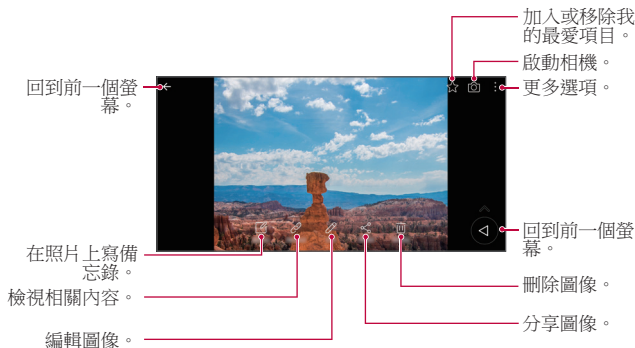 加入或移除我
的最愛項目。
啟動相機。
更多選項。
回到前一個螢
幕。
回到前一個螢
幕。
在照片上寫備
忘錄。
檢視相關內容。
編輯圖像。
刪除圖像。
分享圖像。